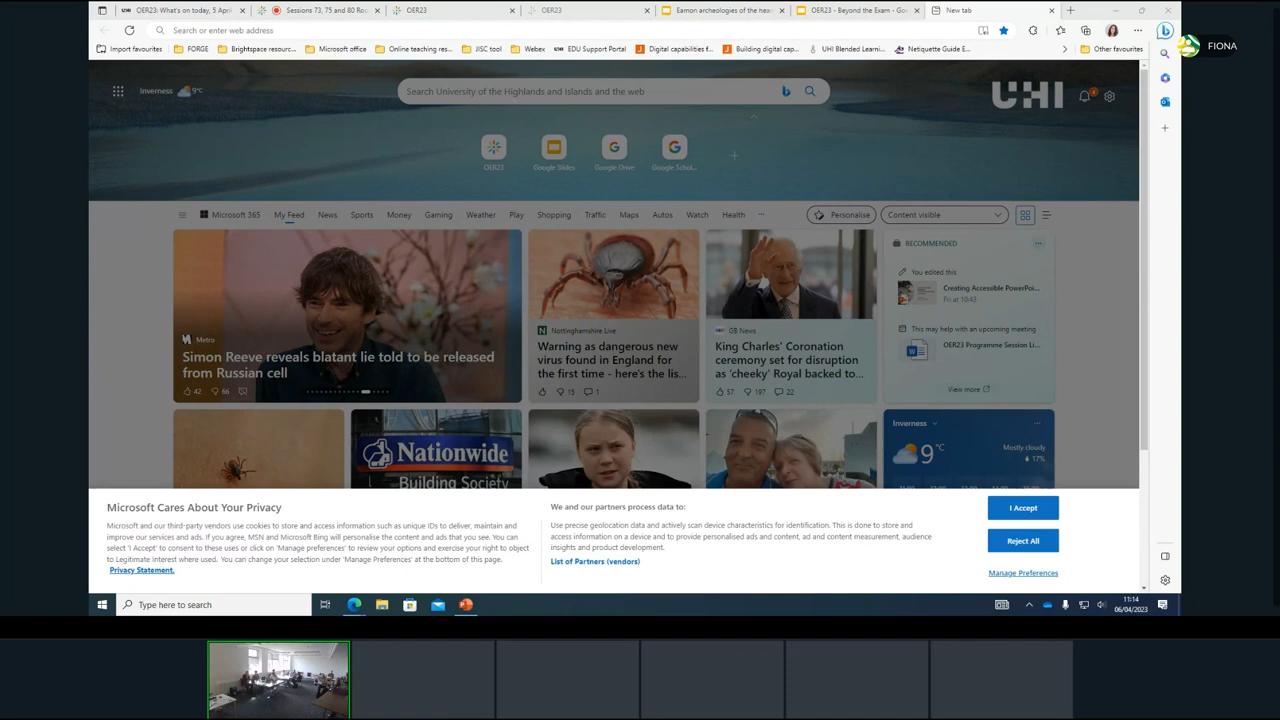 OER23: What's on today, 5 April
Sessions 73, 75 and 80 Ro
OER23
OER23
Eamon archeologies of the hea
OER23 - Beyond the Exam - Go
New tab
Search or enter web address
FIONA
Import favourites
FORGE
Brightspace resourc...
Microsoft office
Online teaching res...
JISC tool
Webex
UHI
EDU Support Portal
Digital capabilities f...
Building digital cap...
UHI Blended Learni...
Netiquette Guide E...
Other favourites
Inverness
9°C
Search University of the Highlands and Islands and the web
UHI
4
OER23
Google Slides
Google Drive
Google Schol...
Microsoft 365
My Feed
News
Sports
Money
Gaming
Weather
Play
Shopping
Traffic
Maps
Autos
Watch
Health
Personalise
Content visible
Metro
Simon Reeve reveals blatant lie told to be released
from Russian cell
42
66
Nottinghamshire Live
Warning as dangerous new
virus found in England for
the first time - here's the lis...
15
1
GB News
King Charles' Coronation
ceremony set for disruption
as 'cheeky' Royal backed to...
57
197
22
RECOMMENDED
You edited this
Creating Accessible PowerPo...
Fri at 10:43
This may help with an upcoming meeting
OER23 Programme Session Li...
View more
Nationwide
Building Society
Inverness
9 °C
Mostly cloudy
17%
Microsoft Cares About Your Privacy
Microsoft and our third-party vendors use cookies to store and access information such as unique IDs to deliver, maintain and
improve our services and ads. If you agree, MSN and Microsoft Bing will personalise the content and ads that you see. You can
select 'I Accept' to consent to these uses or click on 'Manage preferences' to review your options and exercise your right to object
to Legitimate Interest where used. You can change your selection under 'Manage Preferences' at the bottom of this page.
Privacy Statement.
We and our partners process data to:
Use precise geolocation data and actively scan device characteristics for identification. This is done to store and
access information on a device and to provide personalised ads and content, ad and content measurement, audience
insights and product development.
List of Partners (vendors)
I Accept
Reject All
Manage Preferences
Type here to search
11:14
06/04/2023